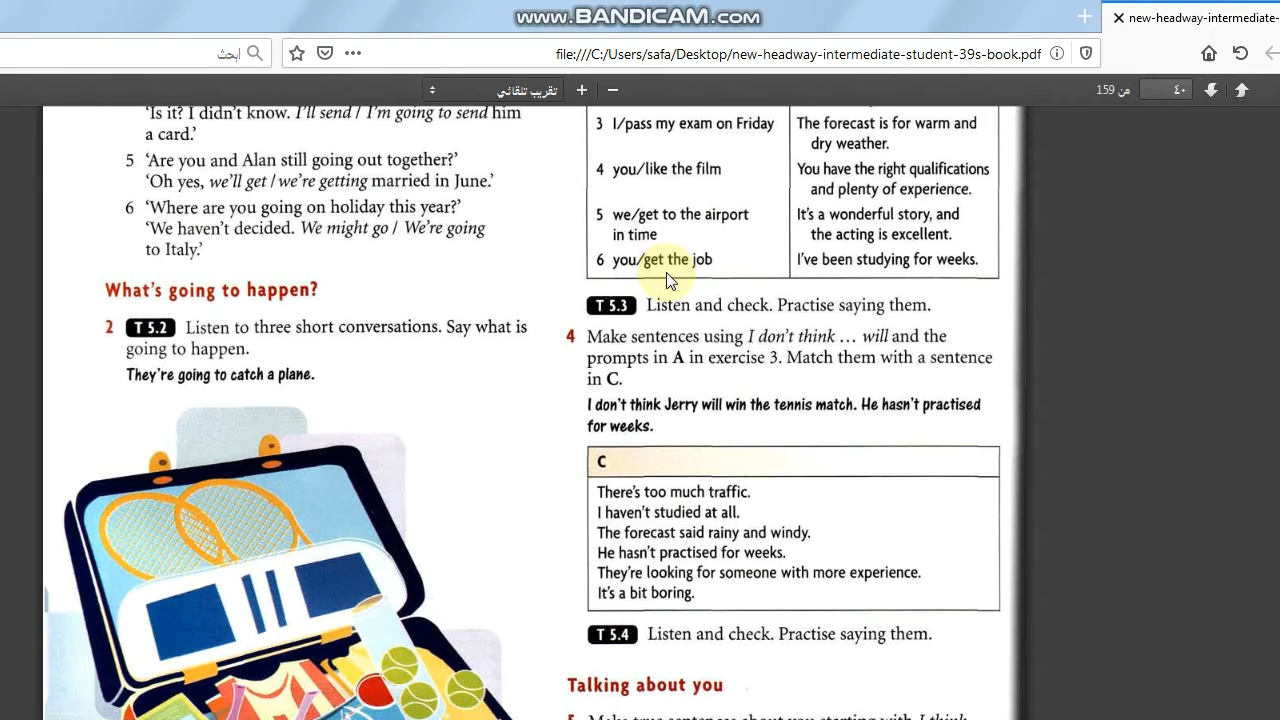 www.BANDICAM.com
new-headway-intermediate-
ابحث
file:///C:/Users/safa/Desktop/new-headway-intermediate-student-39s-book.pdf
تقريب تلقائي
من 159
٤٠
'Is it? I didn't know. I'll send / I'm going to send him
a card.'
5 'Are you and Alan still going out together?'
'Oh yes, we'll get / we're getting married in June.'
6 'Where are you going on holiday this year?'
'We haven't decided. We might go / We're going
to Italy.'
What's going to happen?
2 T 5.2 Listen to three short conversations. Say what is
going to happen.
They're going to catch a plane.
3 I/pass my exam on Friday
The forecast is for warm and
dry weather.
4 you/like the film
You have the right qualifications
and plenty of experience.
5 we/get to the airport
in time
It's a wonderful story, and
the acting is excellent.
6 you/get the job
I've been studying for weeks.
T 5.3 Listen and check. Practise saying them.
4 Make sentences using I don't think ... will and the
prompts in A in exercise 3. Match them with a sentence
in C.
I don't think Jerry will win the tennis match. He hasn't practised
for weeks.
C
There's too much traffic.
I haven't studied at all.
The forecast said rainy and windy.
He hasn't practised for weeks.
They're looking for someone with more experience.
It's a bit boring.
T 5.4 Listen and check. Practise saying them.
Talking about you
5 Make true sentences about you starting with I think